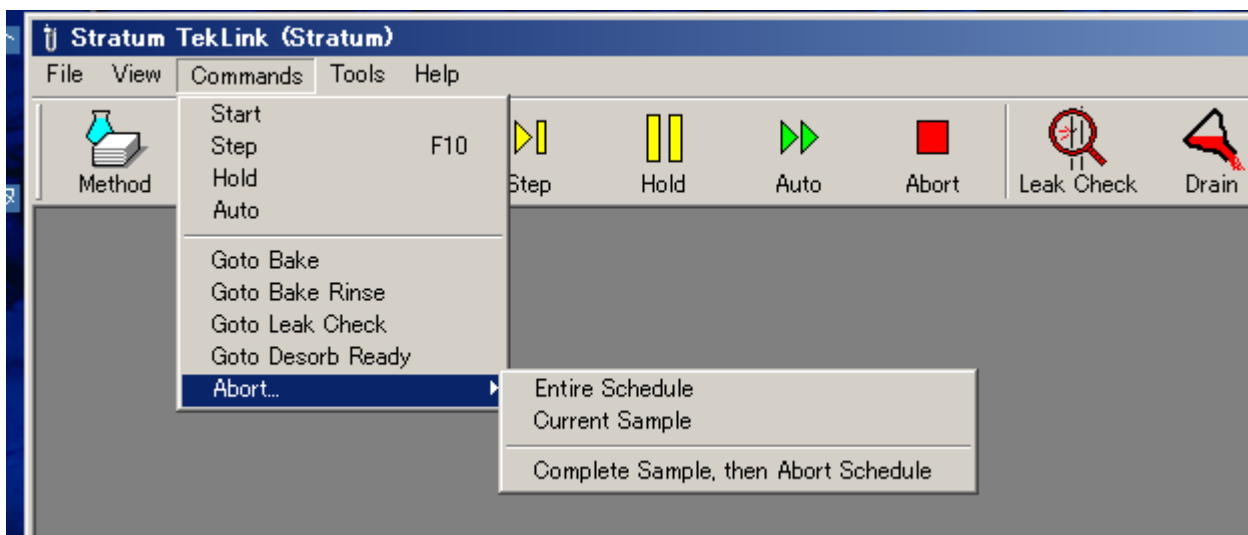 Stratum TekLink (Stratum)
File View Commands Tools Help
Method
Step
Hold
Auto
Abort
Leak Check
Drain
Start
Step F10
Hold
Auto
Goto Bake
Goto Bake Rinse
Goto Leak Check
Goto Desorb Ready
Abort...
Entire Schedule
Current Sample
Complete Sample, then Abort Schedule